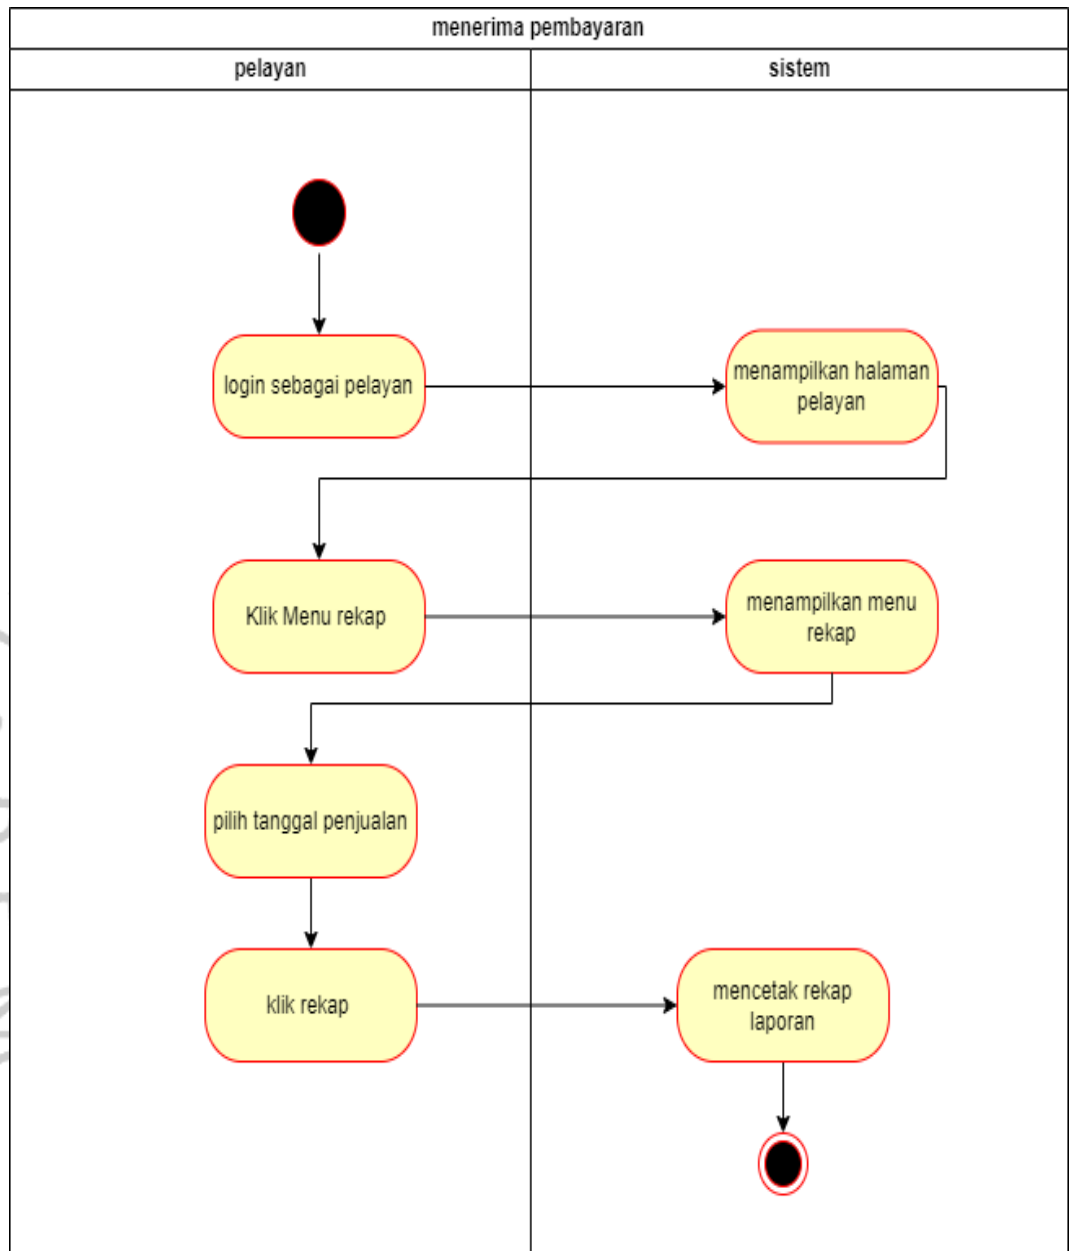 menerima pembayaran
pelayan
sistem
login sebagai pelayan
menampilkan halaman
pelayan
Klik Menu rekap
menampilkan menu
rekap
pilih tanggal penjualan
klik rekap
mencetak rekap
laporan